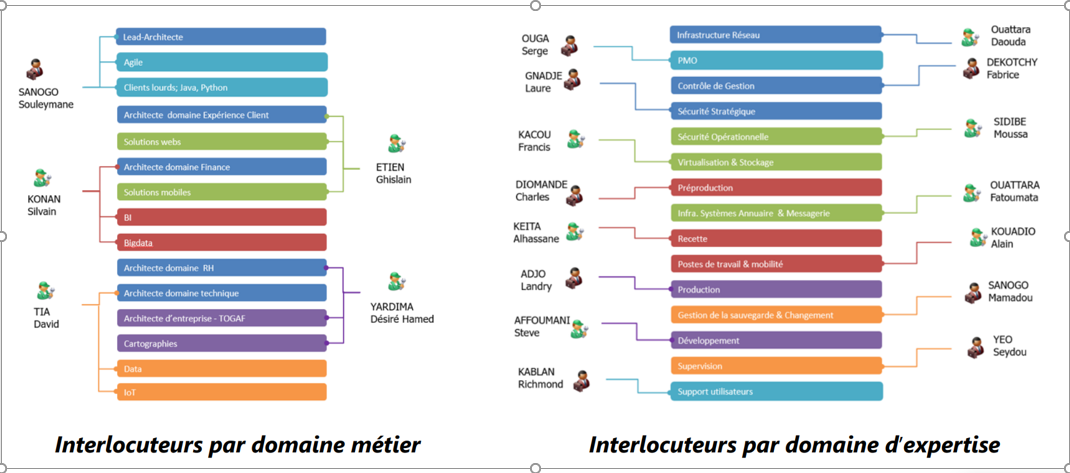 SANOGO
Souleymane
Lead-Architecte
Agile
Clients lourds; Java, Python
Architecte domaine Expérience Client
Solutions webs
ETIEN
Ghislain
Architecte domaine Finance
KONAN
Silvain
Solutions mobiles
BI
Bigdata
Architecte domaine RH
Architecte domaine technique
TIA
David
YARDIMA
Désiré Hamed
Architecte d'entreprise - TOGAF
Cartographies
Data
IoT
Interlocuteurs par domaine métier
OUGA
Serge
Infrastructure Réseau
Ouattara
Daouda
PMO
GNADJE
Laure
Contrôle de Gestion
DEKOTCHY
Fabrice
Sécurité Stratégique
KACOU
Francis
Sécurité Opérationnelle
SIDIBE
Moussa
Virtualisation & Stockage
DIOMANDE
Charles
Préproduction
OUATTARA
Fatoumata
Infra. Systèmes Annuaire & Messagerie
KEITA
Alhassane
Recette
KOUADIO
Alain
Postes de travail & mobilité
ADJO
Landry
Production
SANOGO
Mamadou
Gestion de la sauvegarde & Changement
AFFOUMANI
Steve
Développement
YEO
Seydou
Supervision
KABLAN
Richmond
Support utilisateurs
Interlocuteurs par domaine d'expertise